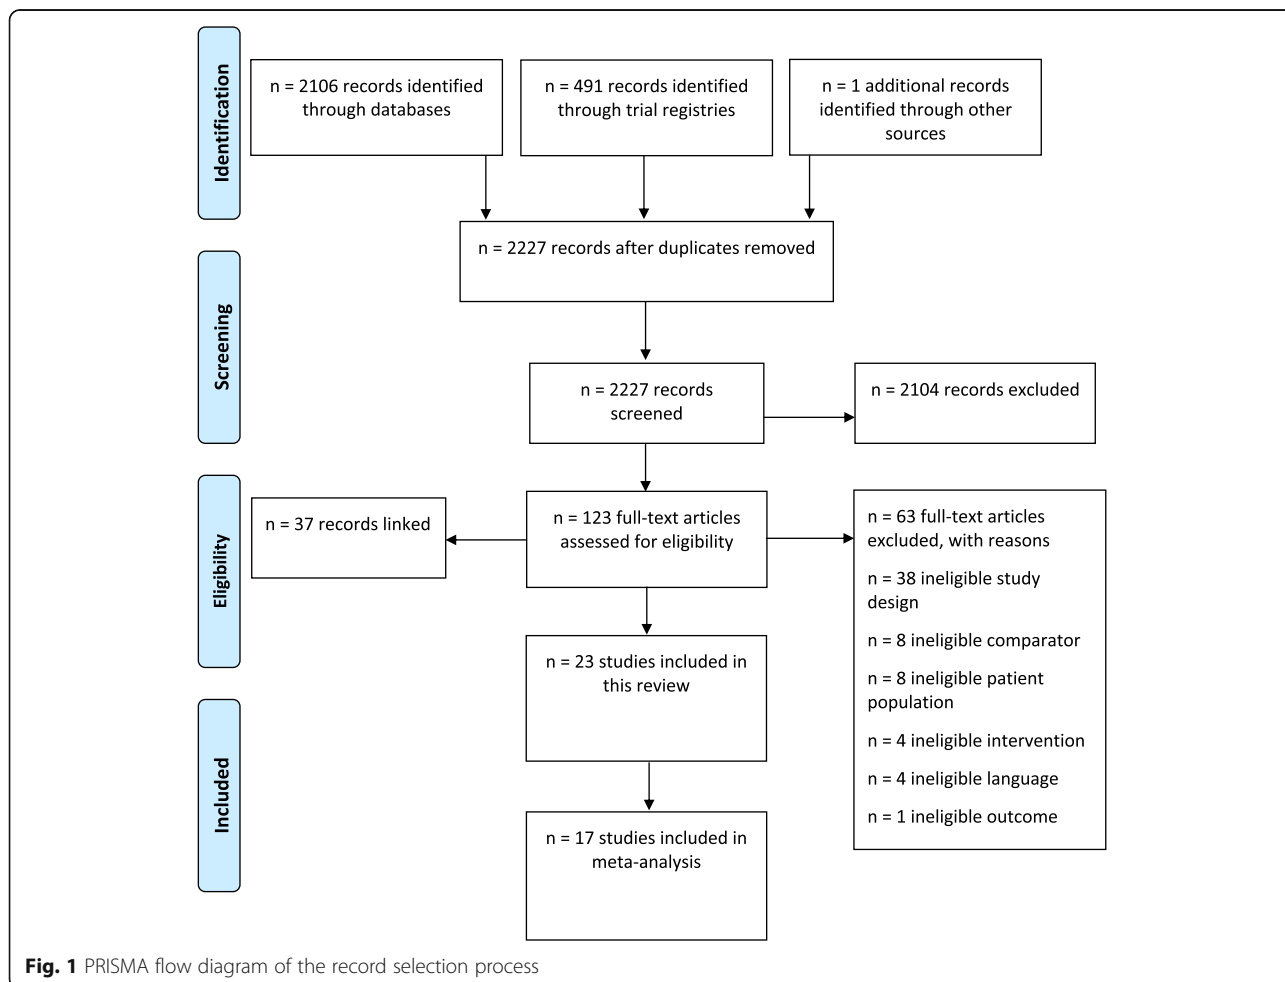 Identification
n = 2106 records identified
through databases
n = 491 records identified
through trial registries
n = 1 additional records
identified through other
sources
n = 2227 records after duplicates removed
Screening
n = 2227 records
screened
n = 2104 records excluded
Eligibility
n = 37 records linked
n = 123 full-text articles
assessed for eligibility
n = 63 full-text articles
excluded, with reasons
n = 38 ineligible study
design
n = 8 ineligible comparator
n = 8 ineligible patient
population
n = 4 ineligible intervention
n = 4 ineligible language
n = 1 ineligible outcome
n = 23 studies included in
this review
Included
n = 17 studies included in
meta-analysis
Fig. 1 PRISMA flow diagram of the record selection process